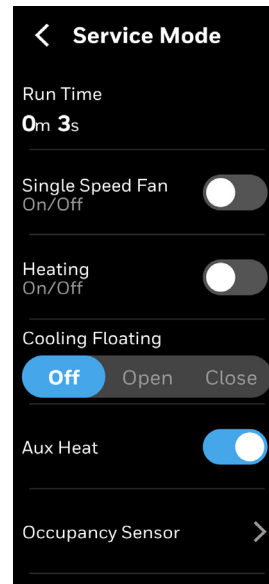 Service Mode
Run Time
0m 3s
Single Speed Fan
On/Off
Heating
On/Off
Cooling Floating
Off Open Close
Aux Heat
Occupancy Sensor